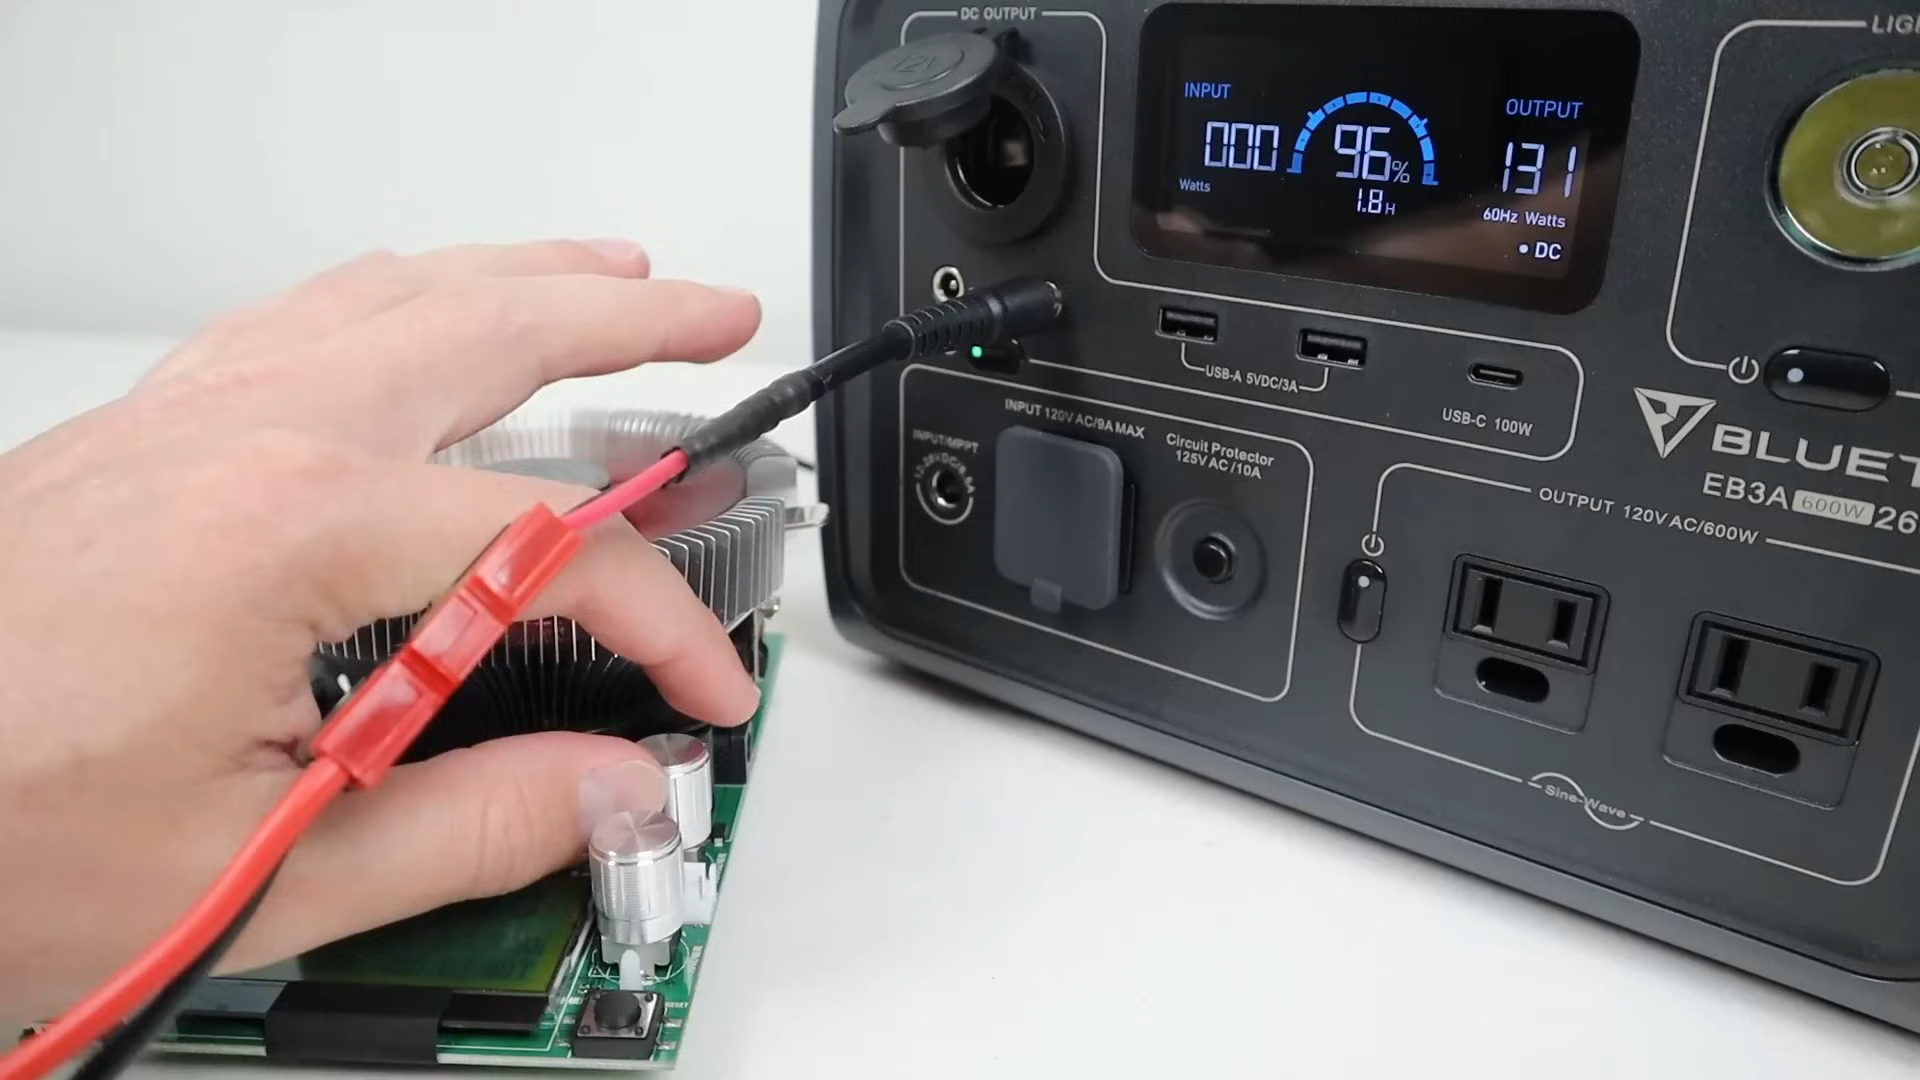 DC OUTPUT
12V
INPUT
000
Watts
96%
1.8H
OUTPUT
131
60Hz Watts
• DC
USB-A 5VDC/3A
USB-C 100W
INPUT 120V AC/9A MAX
INPUT/MPPT
Circuit Protector
125V AC/10A
BLUET
EB3A 600W 26
OUTPUT 120V AC/600W
Sine-Wave
RESET